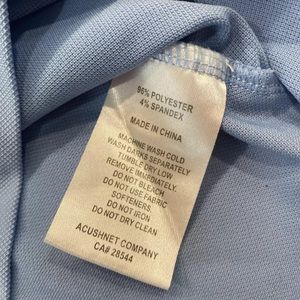 96% POLYESTER
4% SPANDEX
MADE IN CHINA
MACHINE WASH COLD
WASH DARKS SEPARATELY
TUMBLE DRY LOW
REMOVE IMMEDIATELY
DO NOT BLEACH
DO NOT USE FABRIC
SOFTENERS
DO NOT IRON
DO NOT DRY CLEAN
ACUSHNET COMPANY
CA# 28544